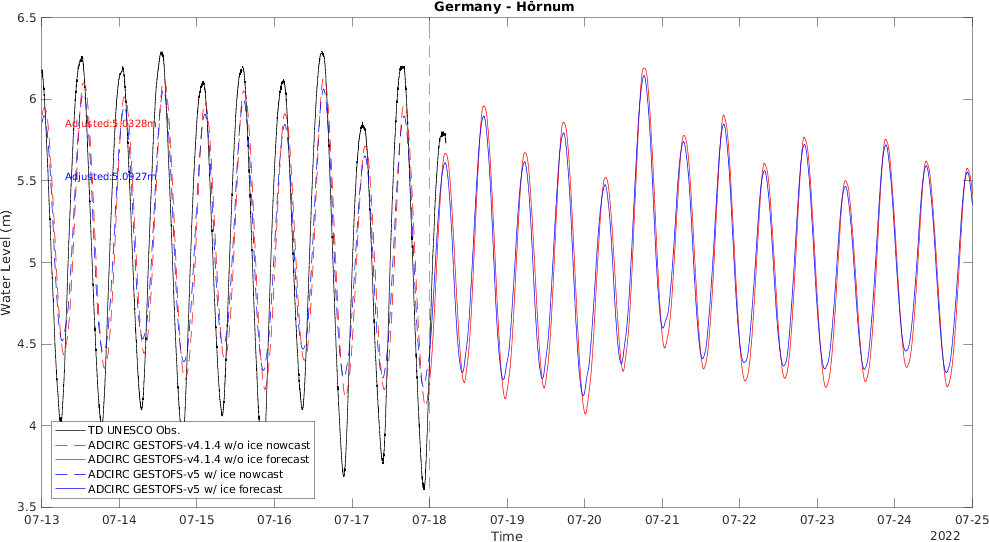 Germany - Hörnum
Water Level (m)
6.5
6
5.5
5
4.5
4
3.5
Adjusted:5.0328m
Adjusted:5.0927m
TD UNESCO Obs.
ADCIRC GESTOFS-v4.1.4 w/o ice nowcast
ADCIRC GESTOFS-v4.1.4 w/o ice forecast
ADCIRC GESTOFS-v5 w/ ice nowcast
ADCIRC GESTOFS-v5 w/ ice forecast
07-13 07-14 07-15 07-16 07-17 07-18 07-19 07-20 07-21 07-22 07-23 07-24 07-25
Time
2022